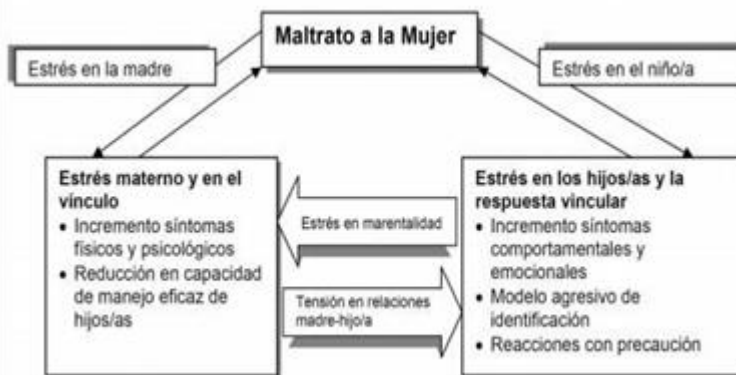 Maltrato a la Mujer
Estrés en la madre
Estrés en el niño/a
Estrés materno y en el
vínculo
• Incremento síntomas
físicos y psicológicos
• Reducción en capacidad
de manejo eficaz de
hijos/as
Estrés en marentalidad
Tensión en relaciones
madre-hijo/a
Estrés en los hijos/as y la
respuesta vincular
• Incremento síntomas
comportamentales y
emocionales
• Modelo agresivo de
identificación
• Reacciones con precaución